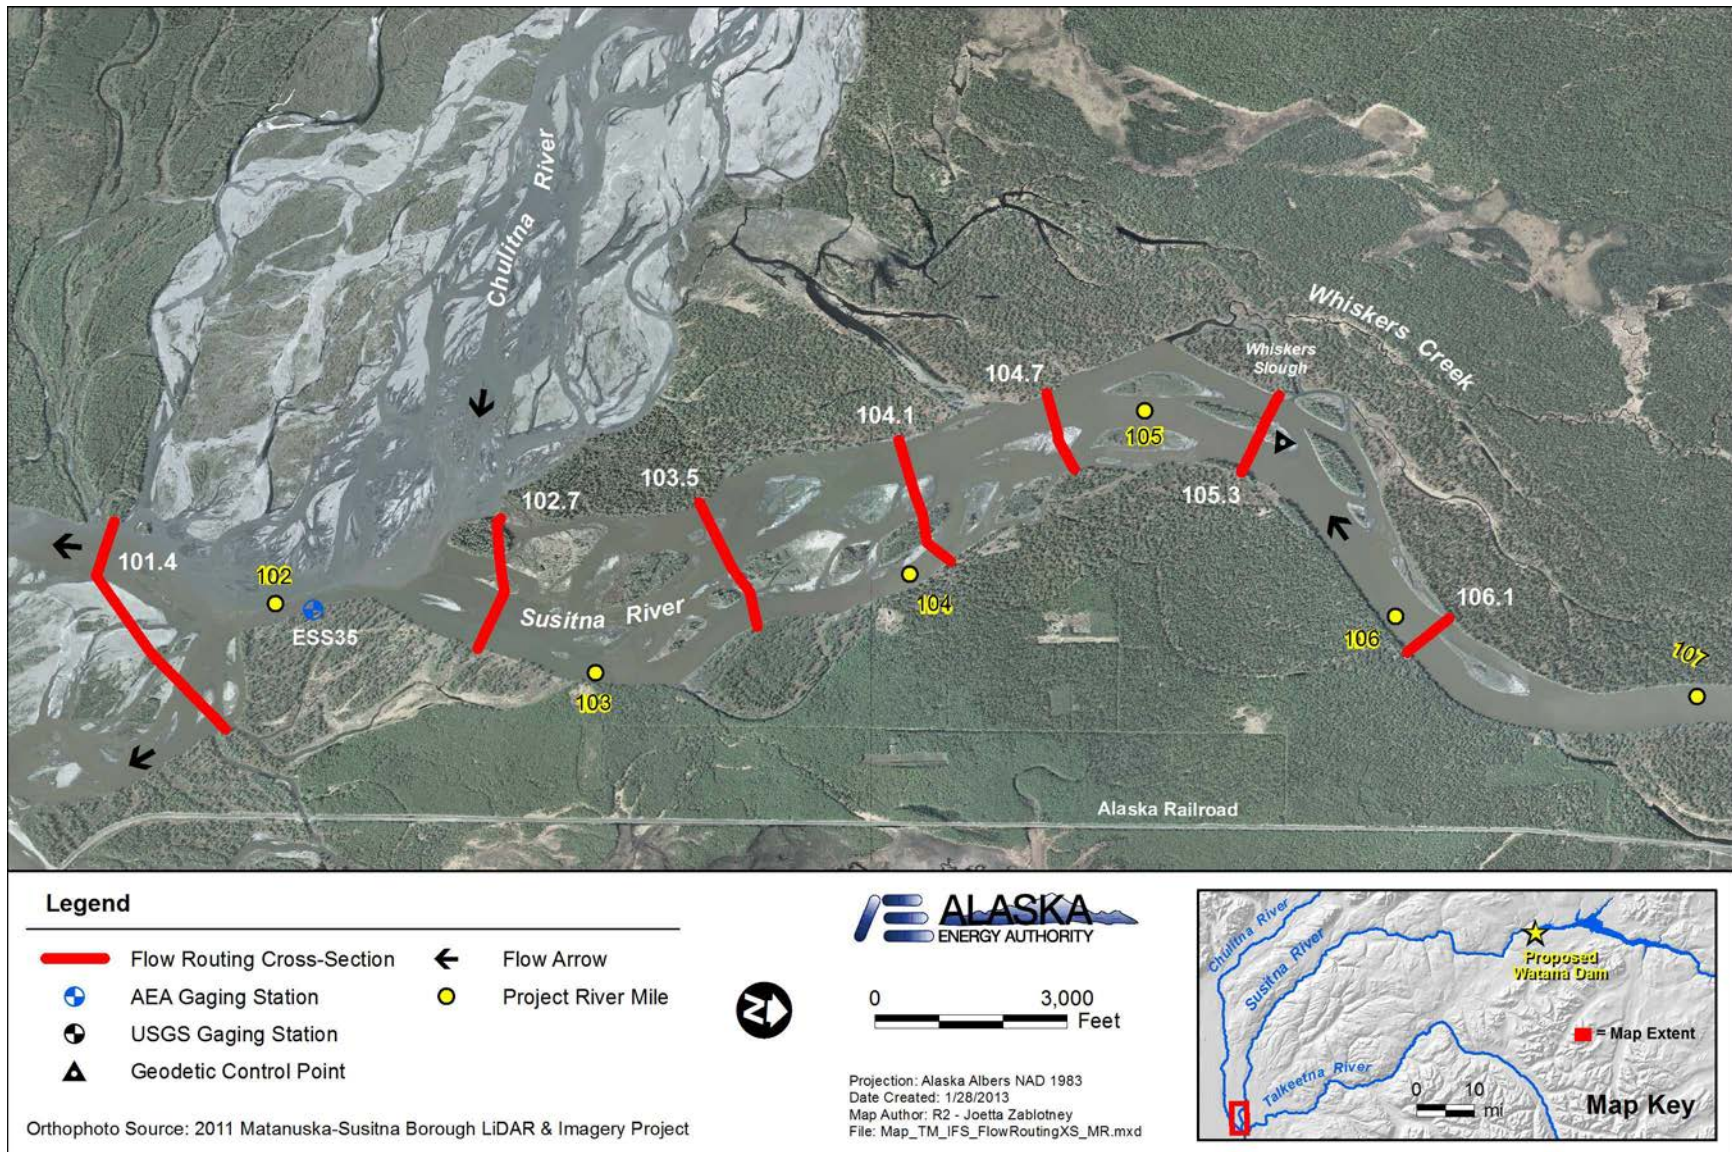 Chulitna River
Whiskers Creek
Whiskers
Slough
104.7
104.1
105
103.5
102.7
105.3
101.4
102
104
Susitna River
106.1
ESS35
106
107
103
Alaska Railroad
Legend
Flow Routing Cross-Section
Flow Arrow
AEA Gaging Station
Project River Mile
USGS Gaging Station
Geodetic Control Point
Orthophoto Source: 2011 Matanuska-Susitna Borough LiDAR & Imagery Project
ALASKA
ENERGY AUTHORITY
N
0 3,000
Feet
Projection: Alaska Albers NAD 1983
Date Created: 1/28/2013
Map Author: R2 - Joetta Zablotney
File: Map_TM_IFS_FlowRoutingXS_MR.mxd
Chulitna River
Susitna River
Proposed
Watana Dam
= Map Extent
Talkeetna River
0 10
mi
Map Key